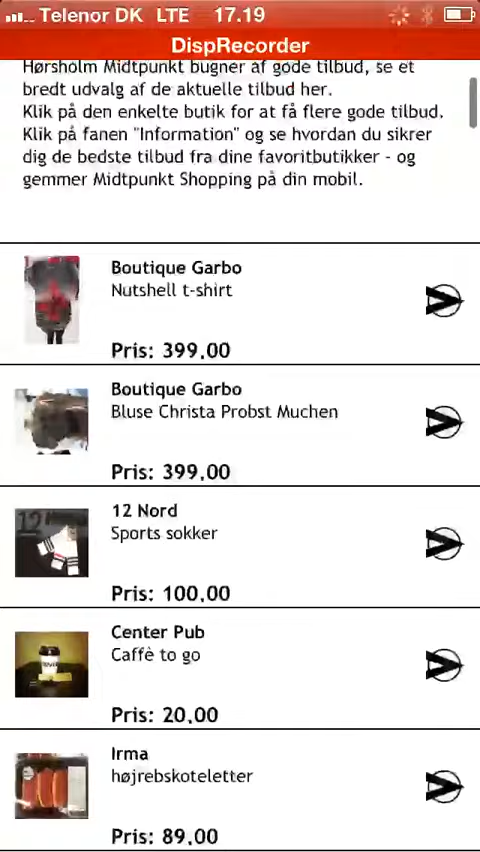 Telenor DK LTE 17.19
DispRecorder
Hørsholm Midtpunkt bugner af gode tilbud, se et
bredt udvalg af de aktuelle tilbud her.
Klik på den enkelte butik for at få flere gode tilbud.
Klik på fanen "Information" og se hvordan du sikrer
dig de bedste tilbud fra dine favoritbutikker - og
gemmer Midtpunkt Shopping på din mobil.
Boutique Garbo
Nutshell t-shirt
Pris: 399,00
Boutique Garbo
Bluse Christa Probst Muchen
Pris: 399,00
12 Nord
Sports sokker
Pris: 100,00
12
Center Pub
Caffè to go
Pris: 20,00
Irma
højrebskoteletter
Pris: 89,00